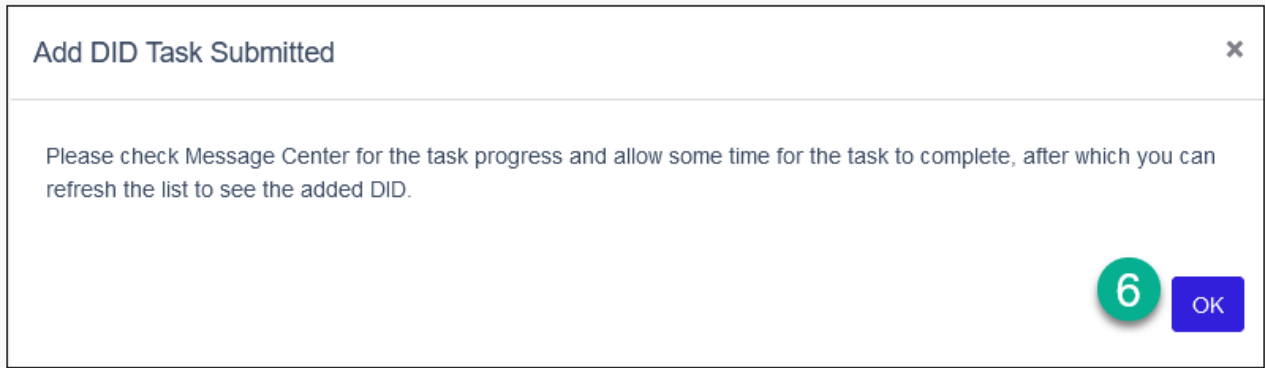 Add DID Task Submitted ×
Please check Message Center for the task progress and allow some time for the task to complete, after which you can
refresh the list to see the added DID.
6
OK